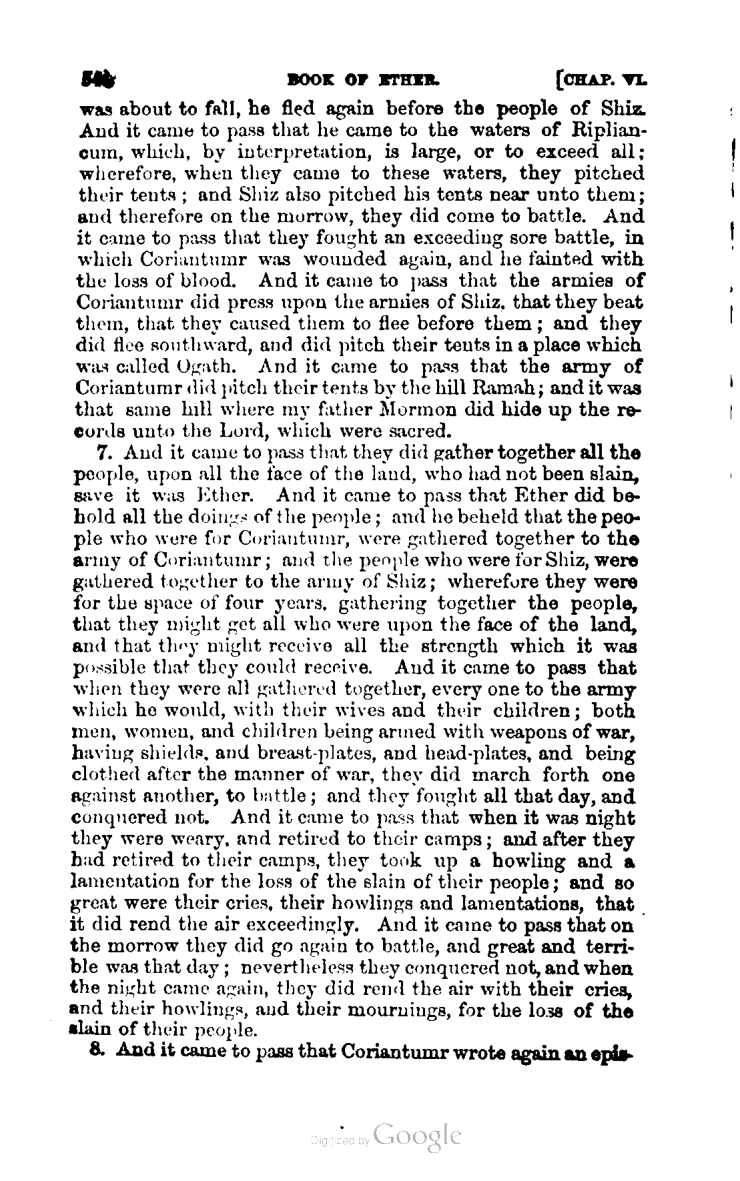 BOOK OF ETHER. [CHAP. VI.
was about to fall, he fled again before the people of Shiz.
And it came to pass that he came to the waters of Riplian-
cum, which, by interpretation, is large, or to exceed all;
wherefore, when they came to these waters, they pitched
their tents; and Shiz also pitched his tents near unto them;
and therefore on the morrow, they did come to battle. And
it came to pass that they fought an exceeding sore battle, in
which Coriantumr was wounded again, and he fainted with
the loss of blood. And it came to pass that the armies of
Coriantumr did press upon the armies of Shiz, that they beat
them, that they caused them to flee before them; and they
did flee southward, and did pitch their tents in a place which
was called Ogath. And it came to pass that the army of
Coriantumr did pitch their tents by the hill Ramah; and it was
that same hill where my father Mormon did hide up the re-
cords unto the Lord, which were sacred.
7. And it came to pass that they did gather together all the
people, upon all the face of the land, who had not been slain,
save it was Ether. And it came to pass that Ether did be-
hold all the doings of the people; and he beheld that the peo-
ple who were for Coriantumr, were gathered together to the
army of Coriantumr; and the people who were for Shiz, were
gathered together to the army of Shiz; wherefore they were
for the space of four years, gathering together the people,
that they might get all who were upon the face of the land,
and that they might receive all the strength which it was
possible that they could receive. And it came to pass that
when they were all gathered together, every one to the army
which he would, with their wives and their children; both
men, women, and children being armed with weapons of war,
having shields, and breast-plates, and head-plates, and being
clothed after the manner of war, they did march forth one
against another, to battle; and they fought all that day, and
conquered not. And it came to pass that when it was night
they were weary, and retired to their camps; and after they
had retired to their camps, they took up a howling and a
lamentation for the loss of the slain of their people; and so
great were their cries, their howlings and lamentations, that
it did rend the air exceedingly. And it came to pass that on
the morrow they did go again to battle, and great and terri-
ble was that day; nevertheless they conquered not, and when
the night came again, they did rend the air with their cries,
and their howlings, and their mournings, for the loss of the
slain of their people.
8. And it came to pass that Coriantumr wrote again an epis-
Digitized by Google